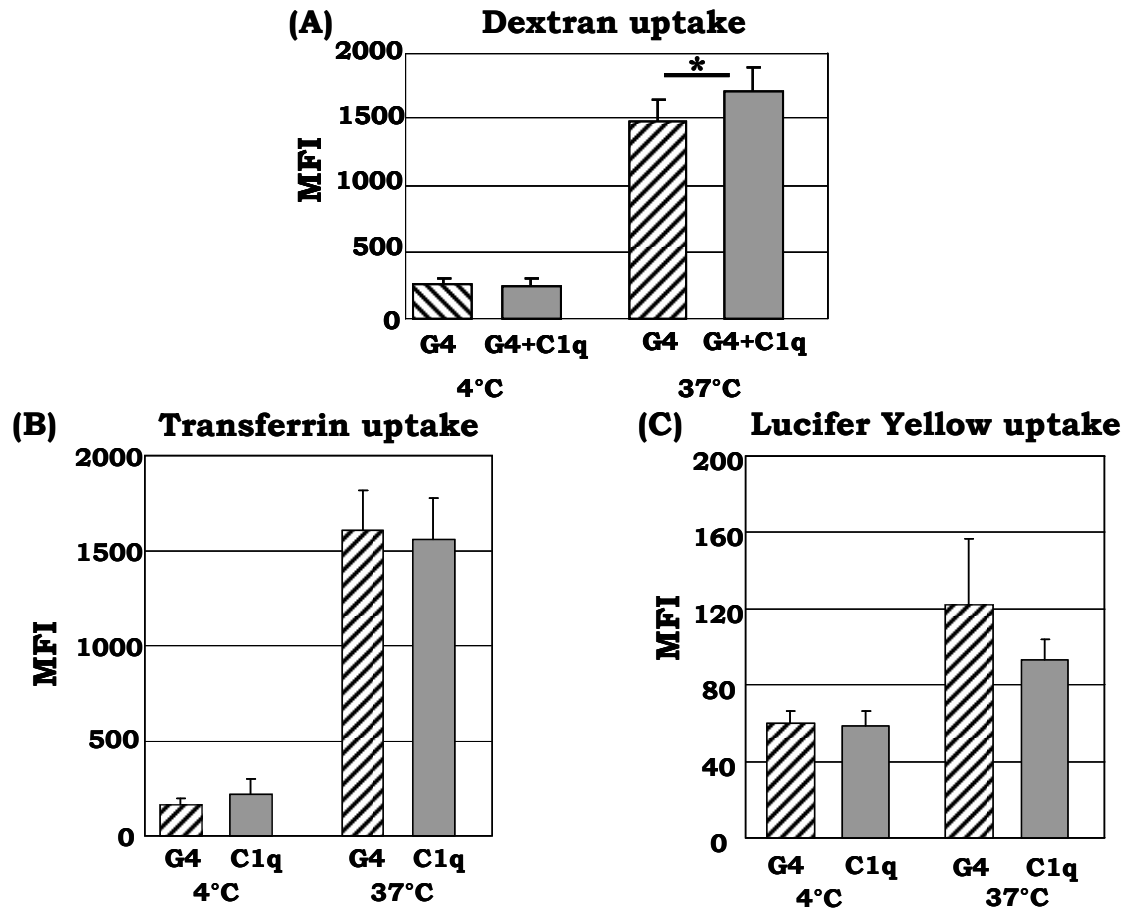 (A) Dextran uptake
2000
1500
1000
500
0
MFI
*
G4 G4+C1q G4 G4+C1q
4°C 37°C
(B) Transferrin uptake
2000
1500
1000
500
0
MFI
G4 C1q G4 C1q
4°C 37°C
(C) Lucifer Yellow uptake
200
160
120
80
40
0
MFI
G4 C1q G4 C1q
4°C 37°C